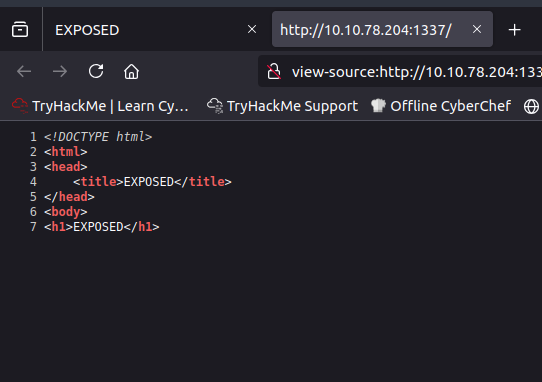 EXPOSED
http://10.10.78.204:1337/
view-source:http://10.10.78.204:133
TryHackMe | Learn Cy… TryHackMe Support Offline CyberChef
1 <!DOCTYPE html>
2 <html>
3 <head>
4     <title>EXPOSED</title>
5 </head>
6 <body>
7 <h1>EXPOSED</h1>